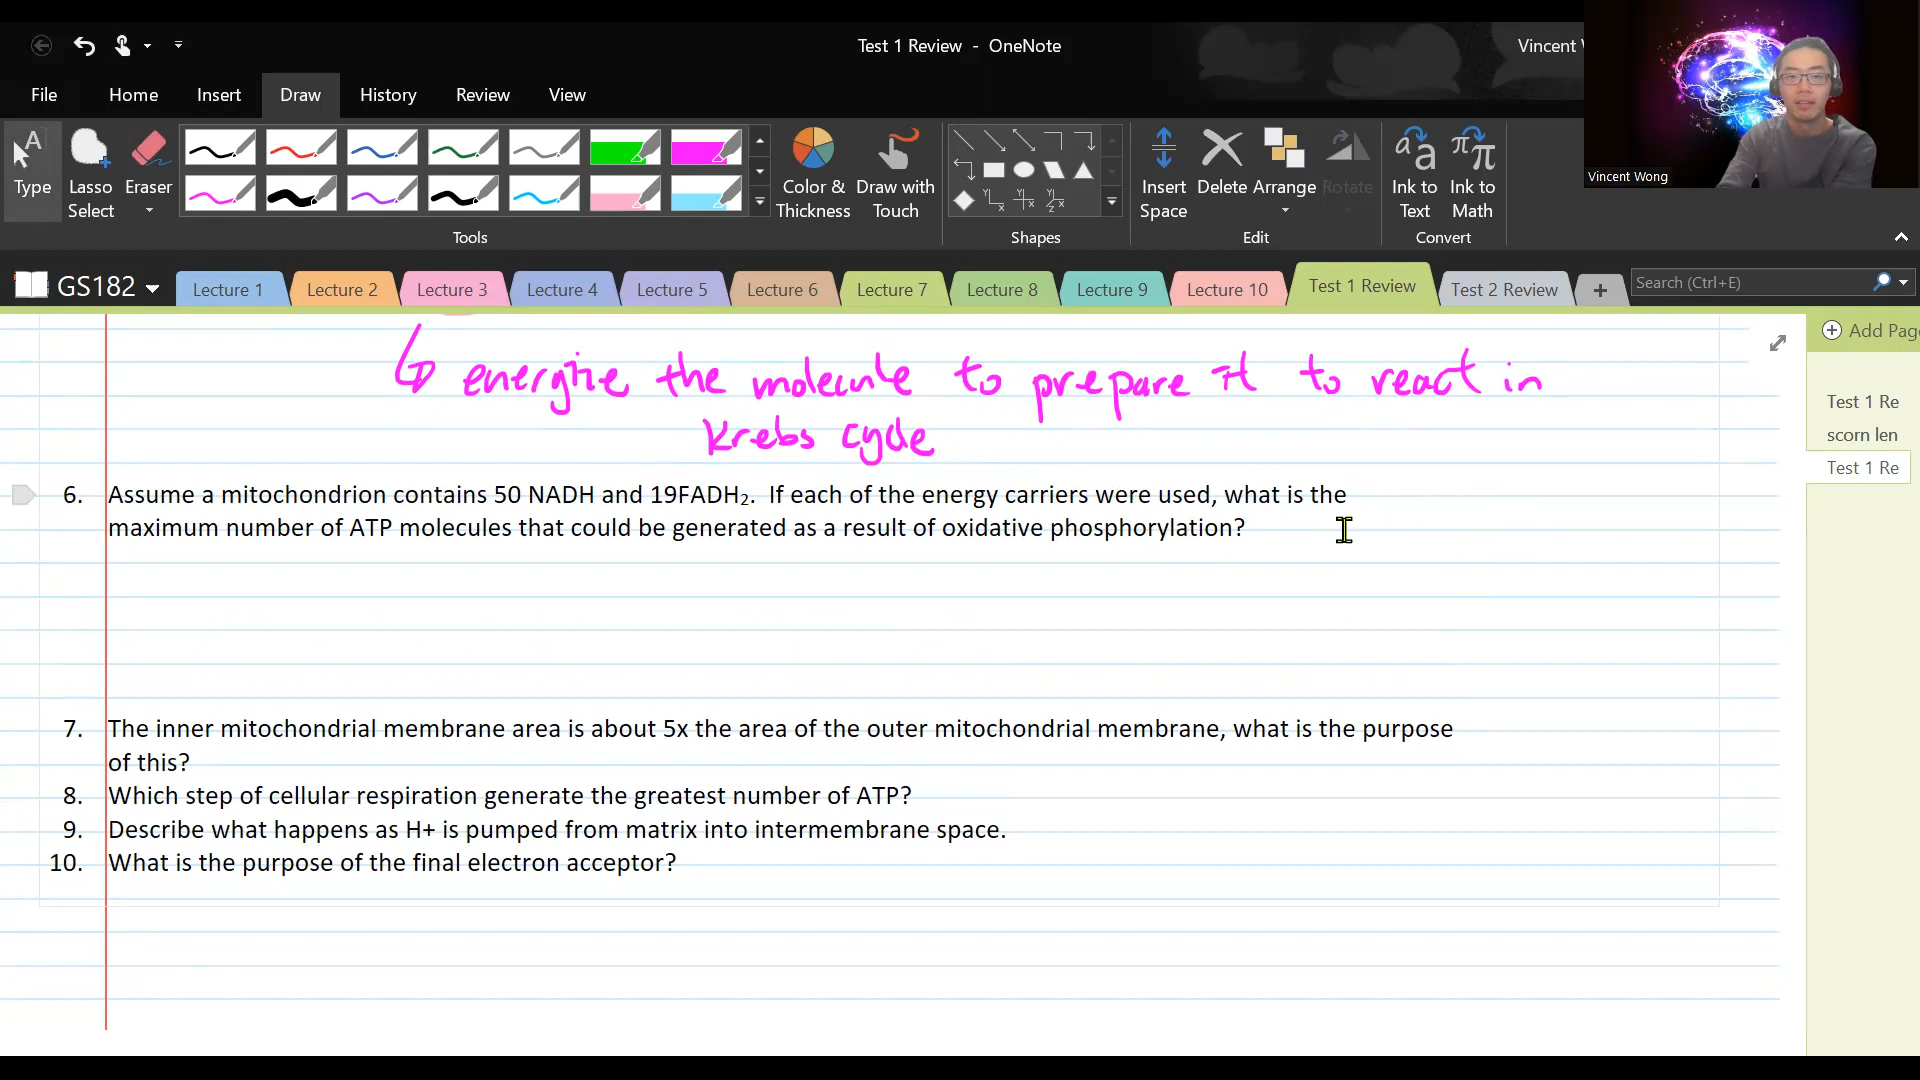 Test 1 Review - OneNote
Vincent W
File Home Insert Draw History Review View
Type
Lasso Select
Eraser
Color & Thickness
Draw with Touch
Insert Space
Delete
Arrange
Rotate
Ink to Text
Ink to Math
Tools
Shapes
Edit
Convert
Vincent Wong
GS182
Lecture 1
Lecture 2
Lecture 3
Lecture 4
Lecture 5
Lecture 6
Lecture 7
Lecture 8
Lecture 9
Lecture 10
Test 1 Review
Test 2 Review
Search (Ctrl+E)
Add Pag
Test 1 Re
scorn len
Test 1 Re
energize the molecule to prepare it to react in
Krebs cycle
6. Assume a mitochondrion contains 50 NADH and 19FADH₂. If each of the energy carriers were used, what is the
maximum number of ATP molecules that could be generated as a result of oxidative phosphorylation?
7. The inner mitochondrial membrane area is about 5x the area of the outer mitochondrial membrane, what is the purpose
of this?
8. Which step of cellular respiration generate the greatest number of ATP?
9. Describe what happens as H+ is pumped from matrix into intermembrane space.
10. What is the purpose of the final electron acceptor?